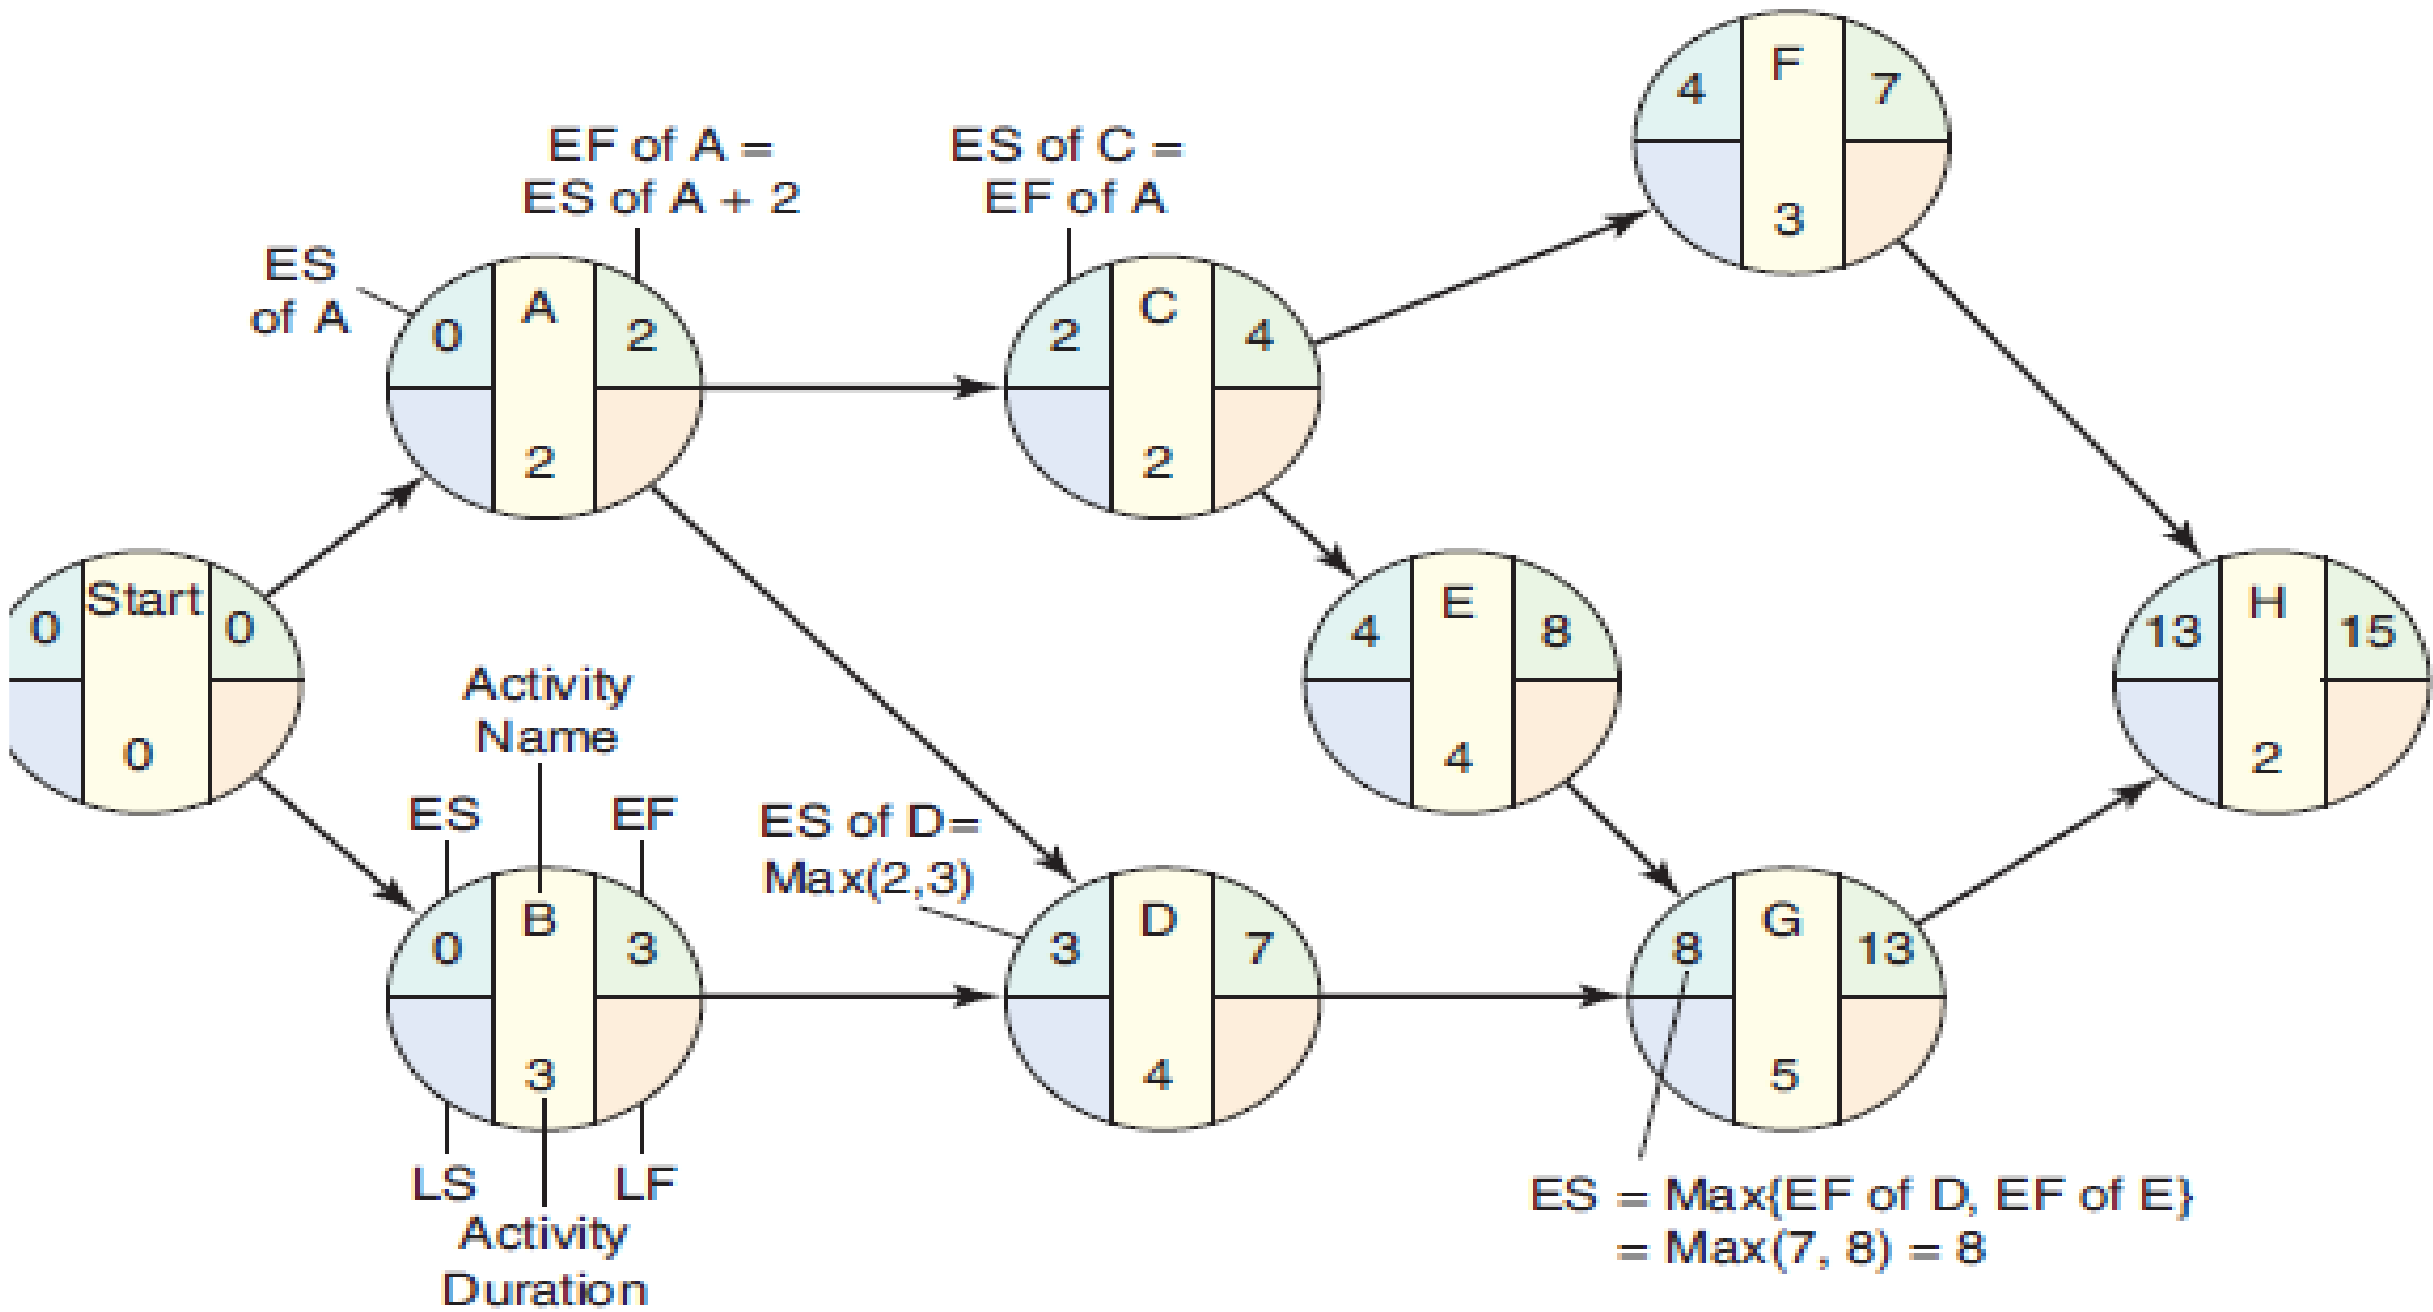 F
4
7
3
EF of A =
ES of A + 2
ES of C =
EF of A
ES
of A
A
0
2
2
C
2
4
2
Start
0
0
0
E
4
8
4
H
13
15
2
Activity
Name
ES
EF
B
0
3
3
LS
LF
Activity
Duration
ES of D=
Max(2,3)
D
3
7
4
G
8
13
5
ES = Max{EF of D, EF of E}
= Max(7, 8) = 8